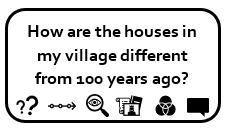 How are the houses in
my village different
from 100 years ago?
??